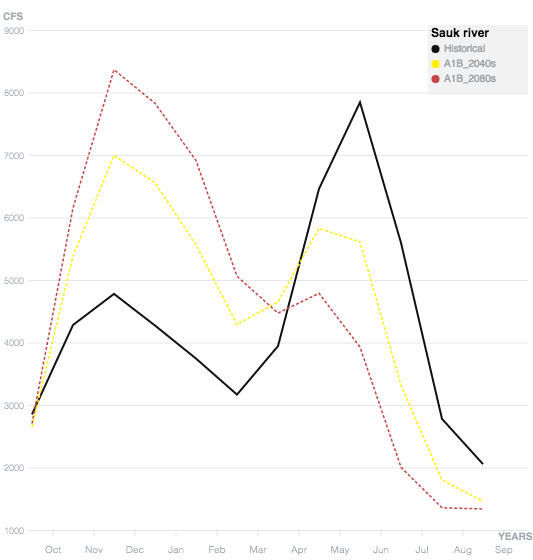 CFS
Sauk river
Historical
A1B_2040s
A1B_2080s
9000
8000
7000
6000
5000
4000
3000
2000
1000
YEARS
Oct Nov Dec Jan Feb Mar Apr May Jun Jul Aug Sep